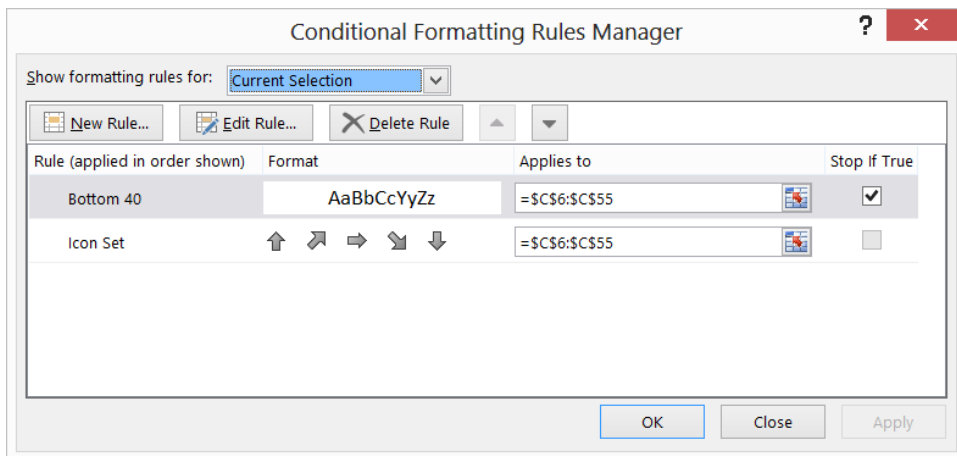 Conditional Formatting Rules Manager ?
Show formatting rules for: Current Selection
New Rule... Edit Rule... Delete Rule
Rule (applied in order shown) Format Applies to Stop If True
Bottom 40 AaBbCcYyZz =$C$6:$C$55
Icon Set =$C$6:$C$55
OK Close Apply